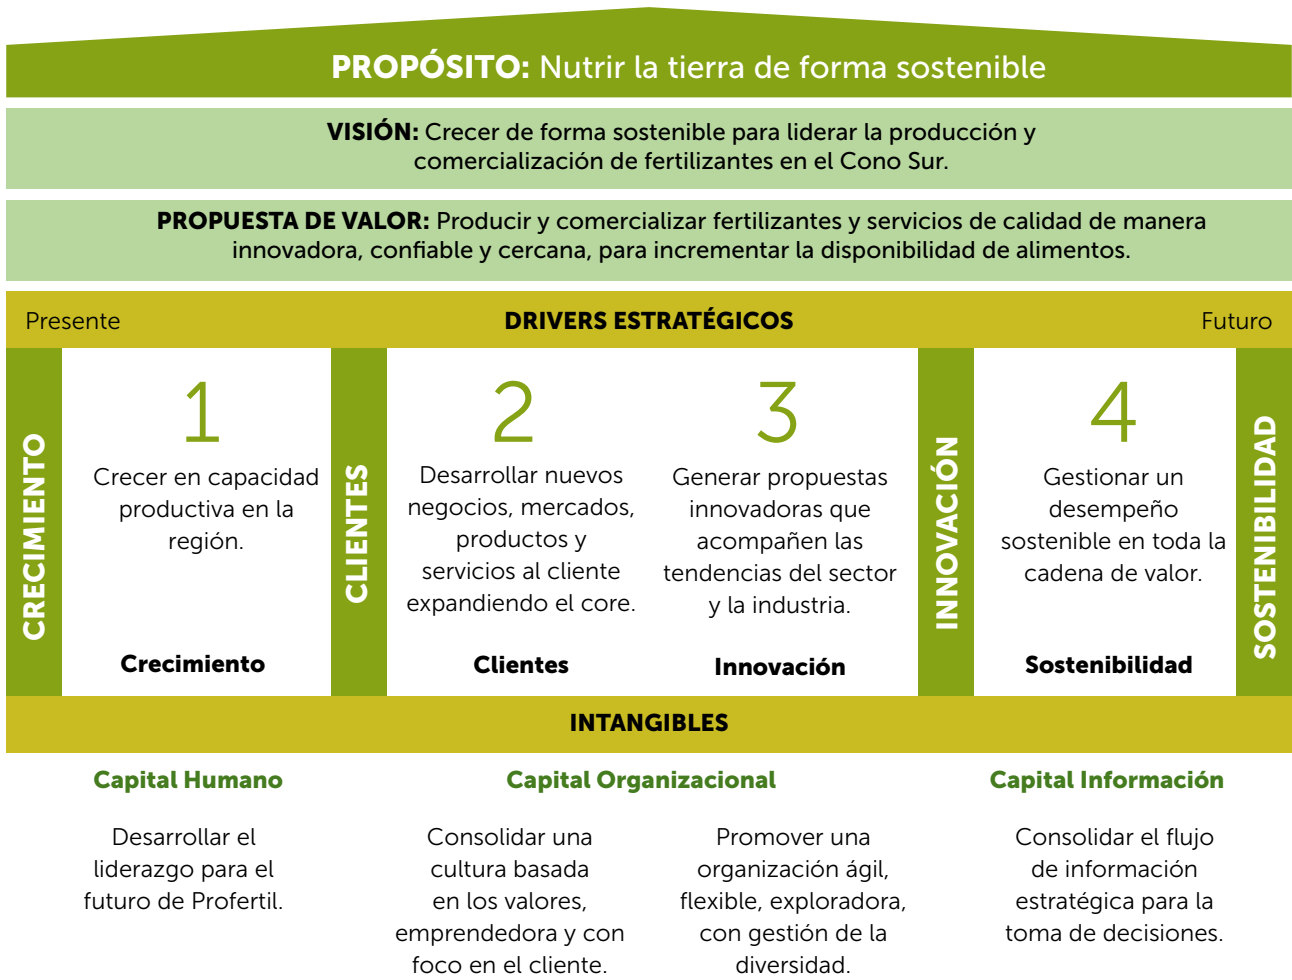 PROPÓSITO: Nutrir la tierra de forma sostenible
VISIÓN: Crecer de forma sostenible para liderar la producción y
comercialización de fertilizantes en el Cono Sur.
PROPUESTA DE VALOR: Producir y comercializar fertilizantes y servicios de calidad de manera
innovadora, confiable y cercana, para incrementar la disponibilidad de alimentos.
Presente
DRIVERS ESTRATÉGICOS
Futuro
CRECIMIENTO
1
Crecer en capacidad
productiva en la
región.
Crecimiento
CLIENTES
2
Desarrollar nuevos
negocios, mercados,
productos y
servicios al cliente
expandiendo el core.
Clientes
3
Generar propuestas
innovadoras que
acompañen las
tendencias del sector
y la industria.
Innovación
INNOVACIÓN
4
Gestionar un
desempeño
sostenible en toda la
cadena de valor.
Sostenibilidad
SOSTENIBILIDAD
INTANGIBLES
Capital Humano
Desarrollar el
liderazgo para el
futuro de Profertil.
Capital Organizacional
Consolidar una
cultura basada
en los valores,
emprendedora y con
foco en el cliente.
Promover una
organización ágil,
flexible, exploradora,
con gestión de la
diversidad.
Capital Información
Consolidar el flujo
de información
estratégica para la
toma de decisiones.